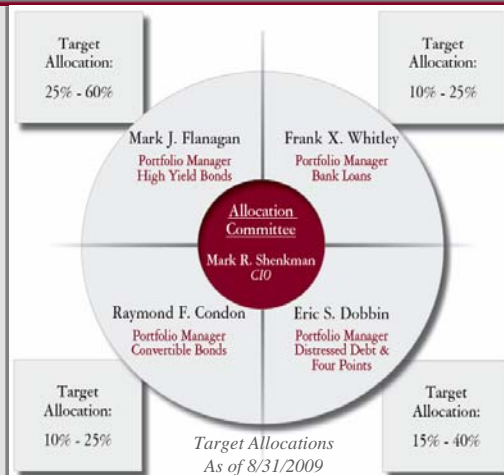 Target
Allocation:
25% - 60%
Target
Allocation:
10% - 25%
Mark J. Flanagan
Portfolio Manager
High Yield Bonds
Frank X. Whitley
Portfolio Manager
Bank Loans
Allocation
Committee
Mark R. Shenkman
CIO
Raymond F. Condon
Portfolio Manager
Convertible Bonds
Eric S. Dobbin
Portfolio Manager
Distressed Debt &
Four Points
Target
Allocation:
10% - 25%
Target
Allocation:
15% - 40%
Target Allocations
As of 8/31/2009